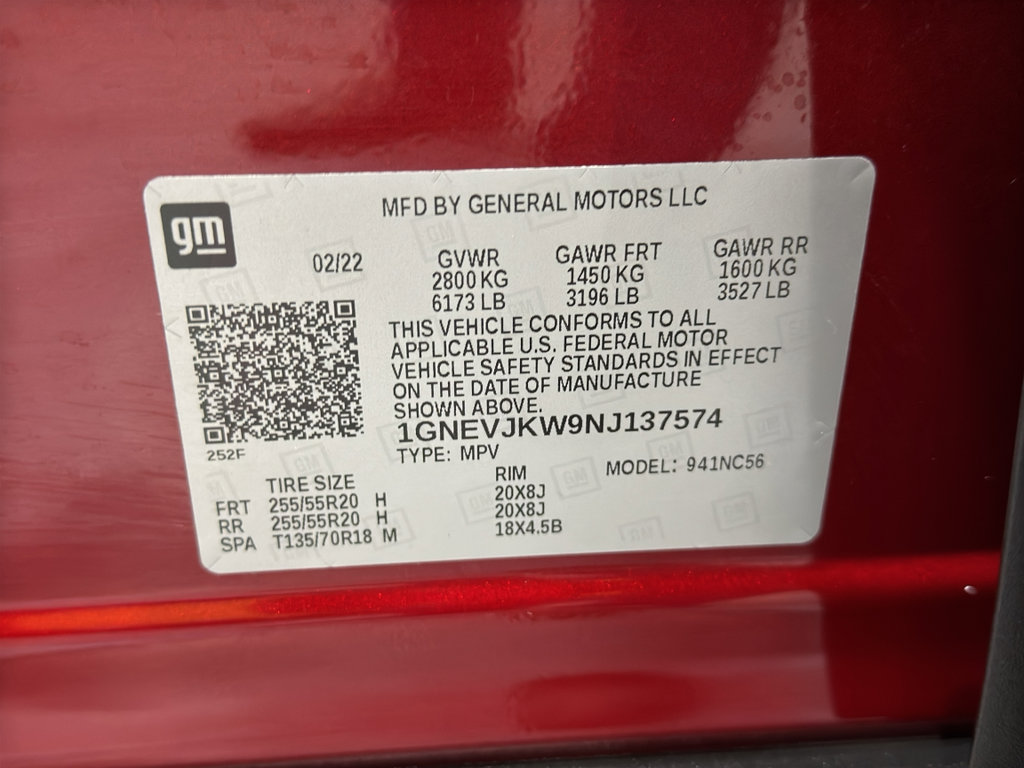 gm
MFD BY GENERAL MOTORS LLC
02/22
GVWR GAWR FRT GAWR RR
2800 KG 1450 KG 1600 KG
6173 LB 3196 LB 3527 LB
THIS VEHICLE CONFORMS TO ALL
APPLICABLE U.S. FEDERAL MOTOR
VEHICLE SAFETY STANDARDS IN EFFECT
ON THE DATE OF MANUFACTURE
SHOWN ABOVE.
1GNEVJKW9NJ137574
252F
TYPE: MPV MODEL: 941NC56
TIRE SIZE RIM
FRT 255/55R20 H 20X8J
RR 255/55R20 H 20X8J
SPA T135/70R18 M 18X4.5B